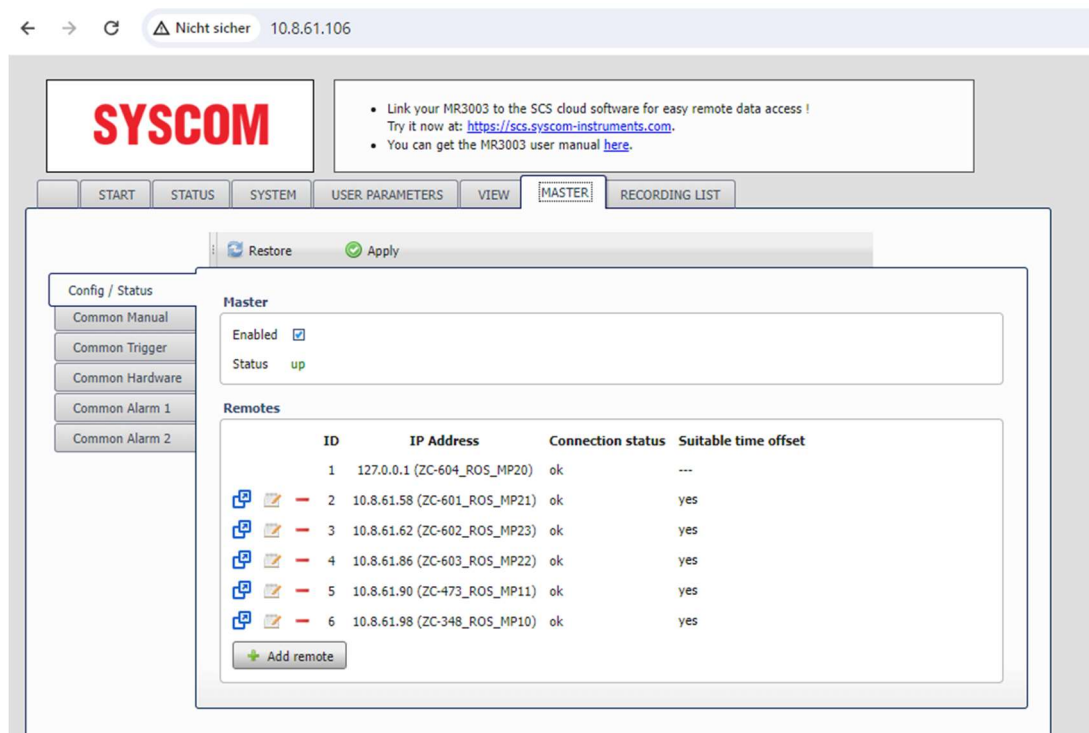 Nicht sicher 10.8.61.106
SYSCOM
Link your MR3003 to the SCS cloud software for easy remote data access !
Try it now at: https://scs.syscom-instruments.com.
You can get the MR3003 user manual here.
START STATUS SYSTEM USER PARAMETERS VIEW MASTER RECORDING LIST
Restore Apply
Config / Status
Common Manual
Common Trigger
Common Hardware
Common Alarm 1
Common Alarm 2
Master
Enabled
Status up
Remotes
ID IP Address Connection status Suitable time offset
1 127.0.0.1 (ZC-604_ROS_MP20) ok ---
2 10.8.61.58 (ZC-601_ROS_MP21) ok yes
3 10.8.61.62 (ZC-602_ROS_MP23) ok yes
4 10.8.61.86 (ZC-603_ROS_MP22) ok yes
5 10.8.61.90 (ZC-473_ROS_MP11) ok yes
6 10.8.61.98 (ZC-348_ROS_MP10) ok yes
Add remote